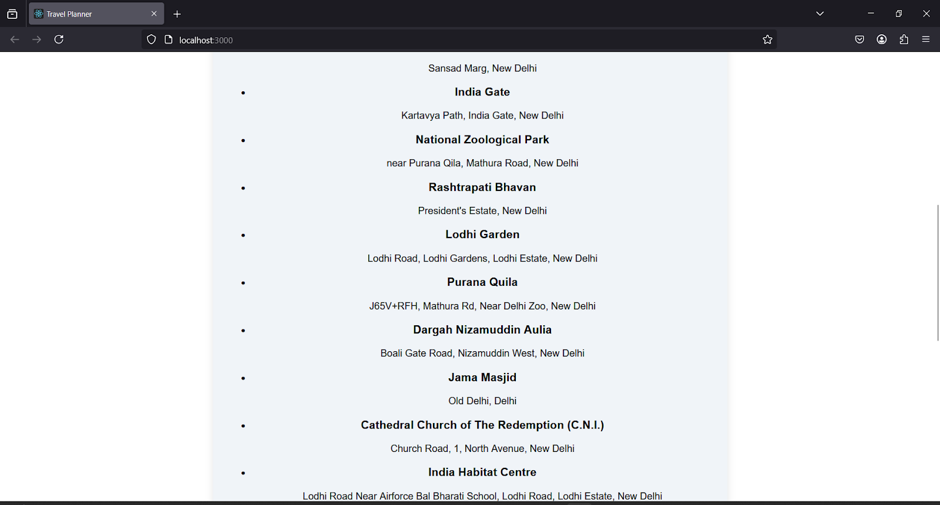 Travel Planner
localhost:3000
Sansad Marg, New Delhi
India Gate
Kartavya Path, India Gate, New Delhi
National Zoological Park
near Purana Qila, Mathura Road, New Delhi
Rashtrapati Bhavan
President's Estate, New Delhi
Lodhi Garden
Lodhi Road, Lodhi Gardens, Lodhi Estate, New Delhi
Purana Quila
J65V+RFH, Mathura Rd, Near Delhi Zoo, New Delhi
Dargah Nizamuddin Aulia
Boali Gate Road, Nizamuddin West, New Delhi
Jama Masjid
Old Delhi, Delhi
Cathedral Church of The Redemption (C.N.I.)
Church Road, 1, North Avenue, New Delhi
India Habitat Centre
Lodhi Road Near Airforce Bal Bharati School, Lodhi Road, Lodhi Estate, New Delhi